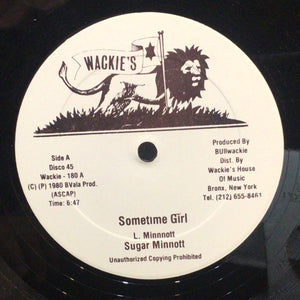 WACKIE'S
Side A
Disco 45
Wackie - 180 A
(C) (P) 1980 BVala Prod.
(ASCAP)
Time: 6:47
Produced By
BUllwackie
Dist. By
Wackie's House
Of Music
Bronx, New York
Tel. (212) 655-8461
Sometime Girl
L. Minnnott
Sugar Minnott
Unauthorized Copying Prohibited